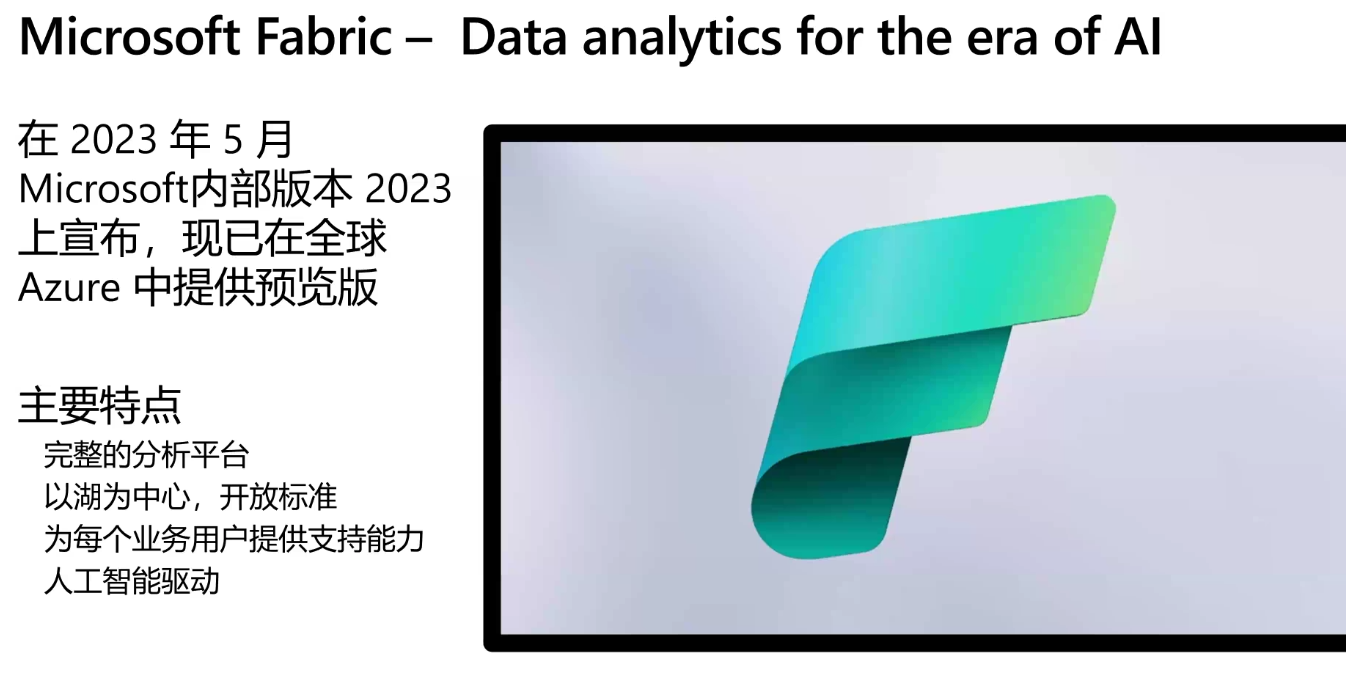 Microsoft Fabric – Data analytics for the era of AI
在 2023 年 5 月
Microsoft内部版本 2023
上宣布，现已在全球
Azure 中提供预览版
主要特点
完整的分析平台
以湖为中心，开放标准
为每个业务用户提供支持能力
人工智能驱动